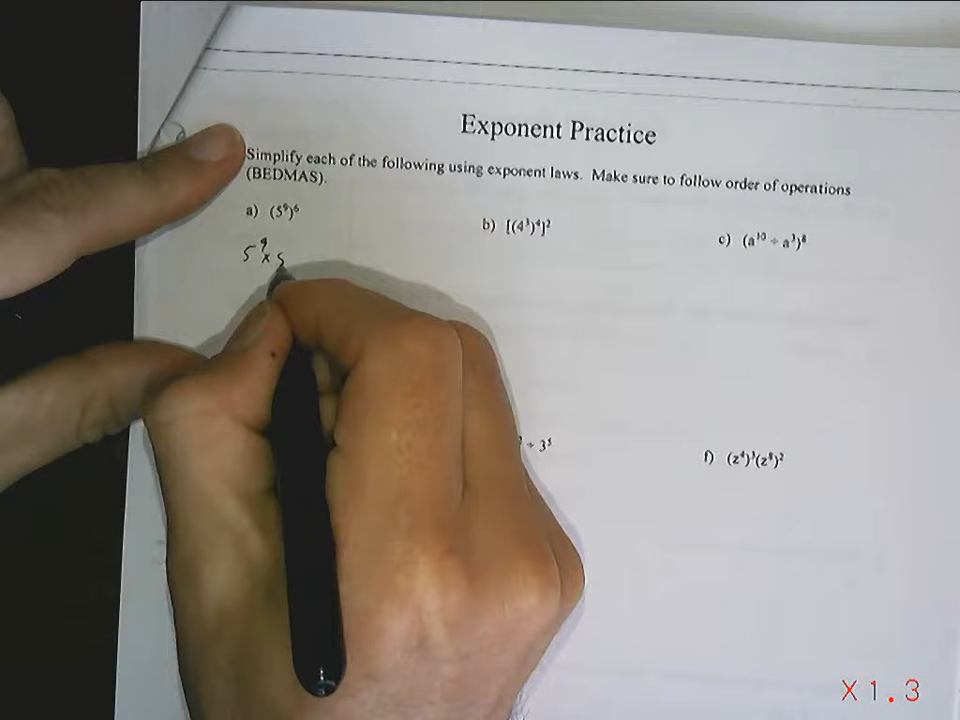 Exponent Practice
Simplify each of the following using exponent laws. Make sure to follow order of operations
(BEDMAS).
a) (5⁹)⁶
b) [(4³)⁴]²
c) (a¹⁰ ÷ a³)⁸
5⁹ x 5
÷ 3⁵
f) (z⁴)³(z⁸)²
X1.3